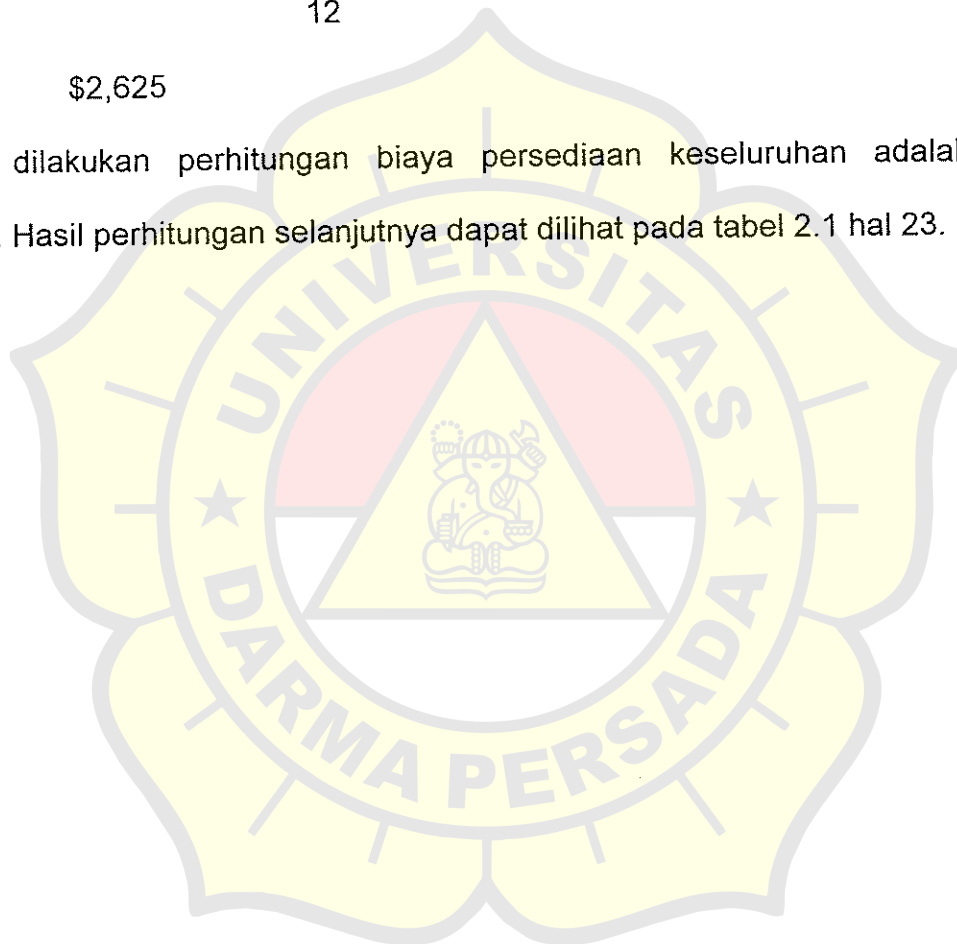 12
$2,625
dilakukan perhitungan biaya persediaan keseluruhan adalah
. Hasil perhitungan selanjutnya dapat dilihat pada tabel 2.1 hal 23.
UNIVERSITAS
DARMA PERSADA